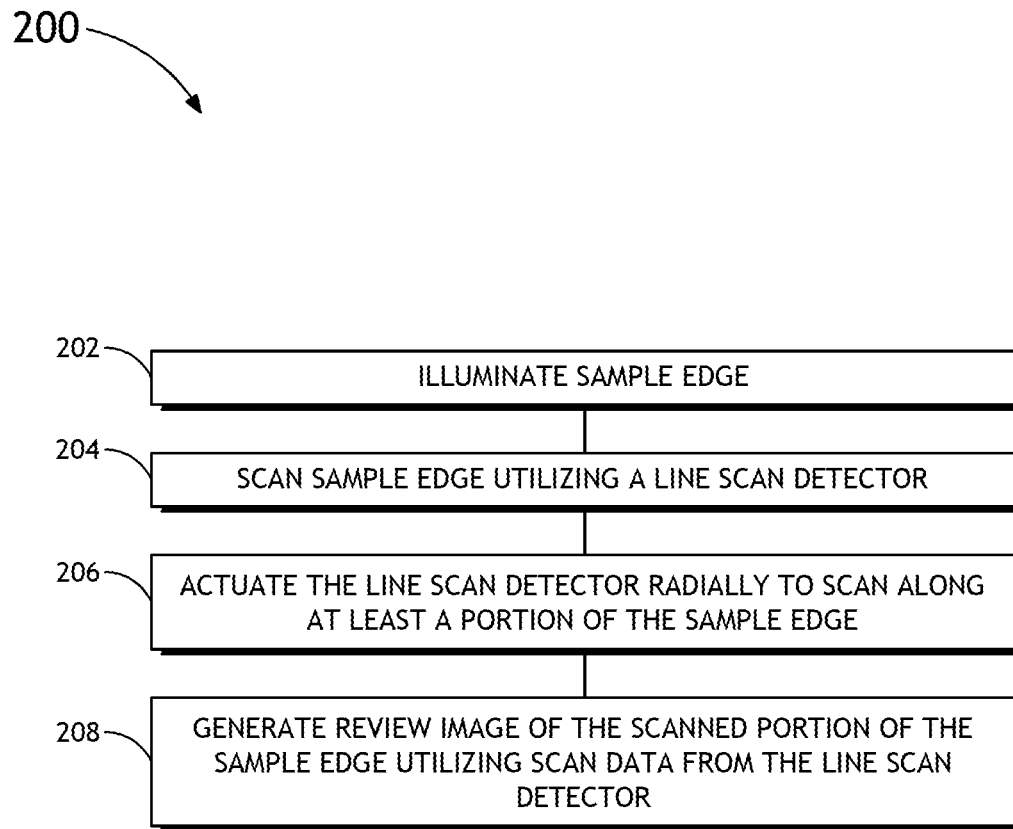 200
202
ILLUMINATE SAMPLE EDGE
204
SCAN SAMPLE EDGE UTILIZING A LINE SCAN DETECTOR
206
ACTUATE THE LINE SCAN DETECTOR RADIALLY TO SCAN ALONG
AT LEAST A PORTION OF THE SAMPLE EDGE
208
GENERATE REVIEW IMAGE OF THE SCANNED PORTION OF THE
SAMPLE EDGE UTILIZING SCAN DATA FROM THE LINE SCAN
DETECTOR